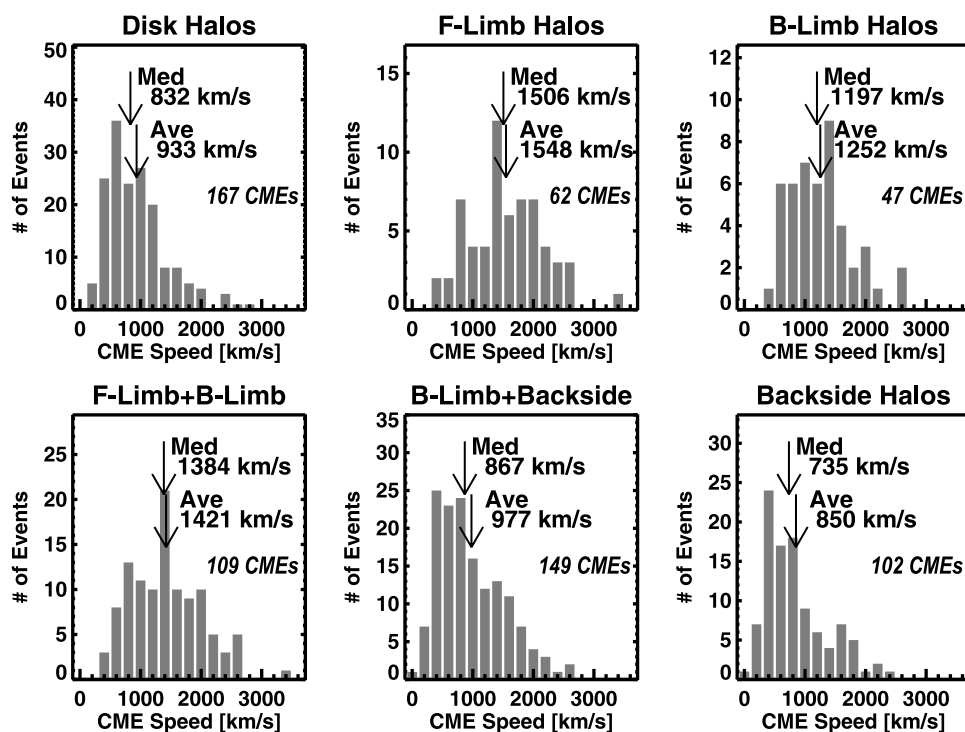 Disk Halos
50
40
30
20
10
0
# of Events
Med
832 km/s
Ave
933 km/s
167 CMEs
0 1000 2000 3000
CME Speed [km/s]
F-Limb Halos
15
10
5
0
# of Events
Med
1506 km/s
Ave
1548 km/s
62 CMEs
0 1000 2000 3000
CME Speed [km/s]
B-Limb Halos
12
10
8
6
4
2
0
# of Events
Med
1197 km/s
Ave
1252 km/s
47 CMEs
0 1000 2000 3000
CME Speed [km/s]
F-Limb+B-Limb
25
20
15
10
5
0
# of Events
Med
1384 km/s
Ave
1421 km/s
109 CMEs
0 1000 2000 3000
CME Speed [km/s]
B-Limb+Backside
35
30
25
20
15
10
5
0
# of Events
Med
867 km/s
Ave
977 km/s
149 CMEs
0 1000 2000 3000
CME Speed [km/s]
Backside Halos
30
20
10
0
# of Events
Med
735 km/s
Ave
850 km/s
102 CMEs
0 1000 2000 3000
CME Speed [km/s]